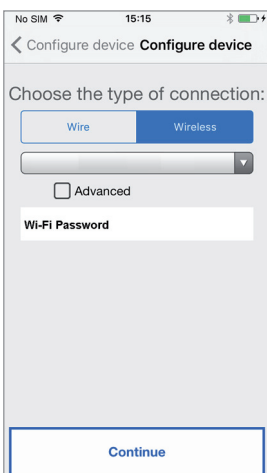 No SIM 15:15
Configure device Configure device
Choose the type of connection:
Wire Wireless
Advanced
Wi-Fi Password
Continue